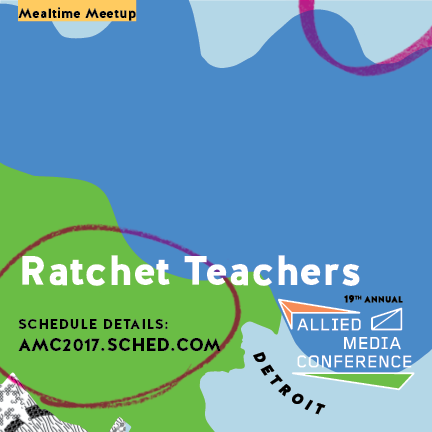 Mealtime Meetup
Ratchet Teachers
19TH ANNUAL
SCHEDULE DETAILS:
ALLIED
AMC2017.SCHED.COM
MEDIA
CONFERENCE
DETROIT